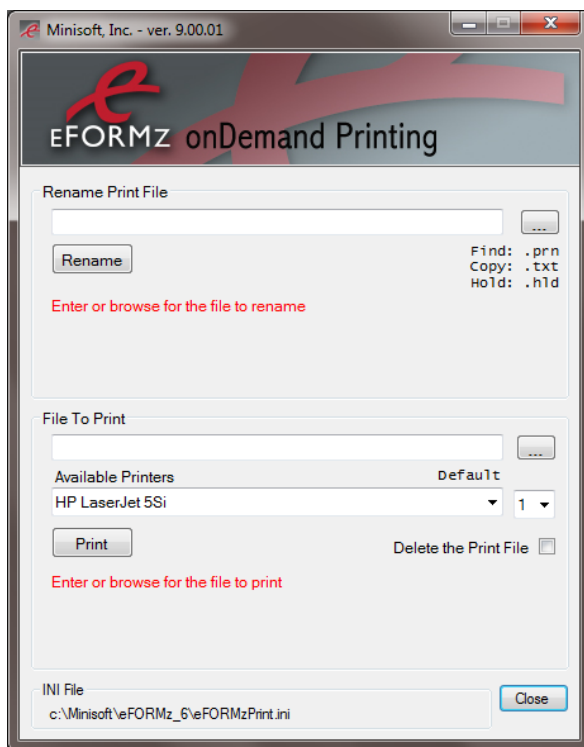 Minisoft, Inc. - ver. 9.00.01
eFORMz onDemand Printing
Rename Print File
...
Rename
Find: .prn
Copy: .txt
Hold: .hld
Enter or browse for the file to rename
File To Print
...
Available Printers Default
HP LaserJet 5Si 1
Print Delete the Print File
Enter or browse for the file to print
INI File
c:\Minisoft\eFORMz_6\eFORMzPrint.ini
Close